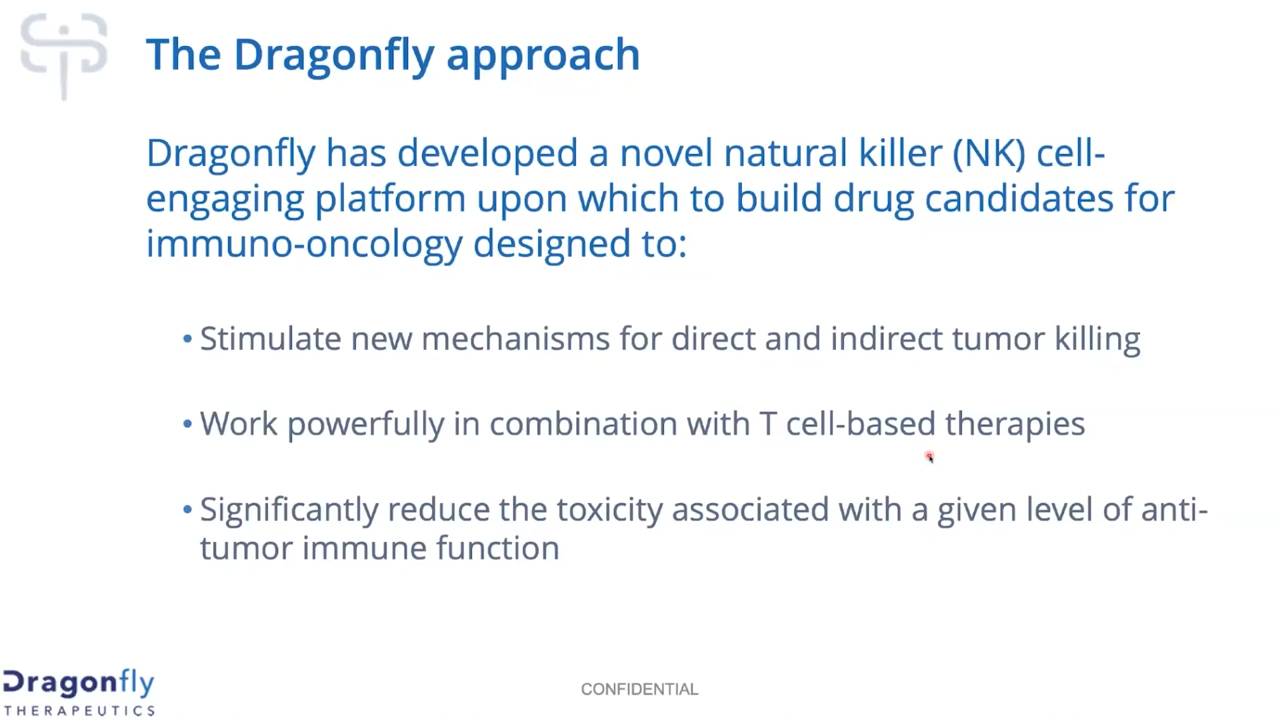 The Dragonfly approach
Dragonfly has developed a novel natural killer (NK) cell-
engaging platform upon which to build drug candidates for
immuno-oncology designed to:
• Stimulate new mechanisms for direct and indirect tumor killing
• Work powerfully in combination with T cell-based therapies
• Significantly reduce the toxicity associated with a given level of anti-
tumor immune function
Dragonfly
THERAPEUTICS
CONFIDENTIAL